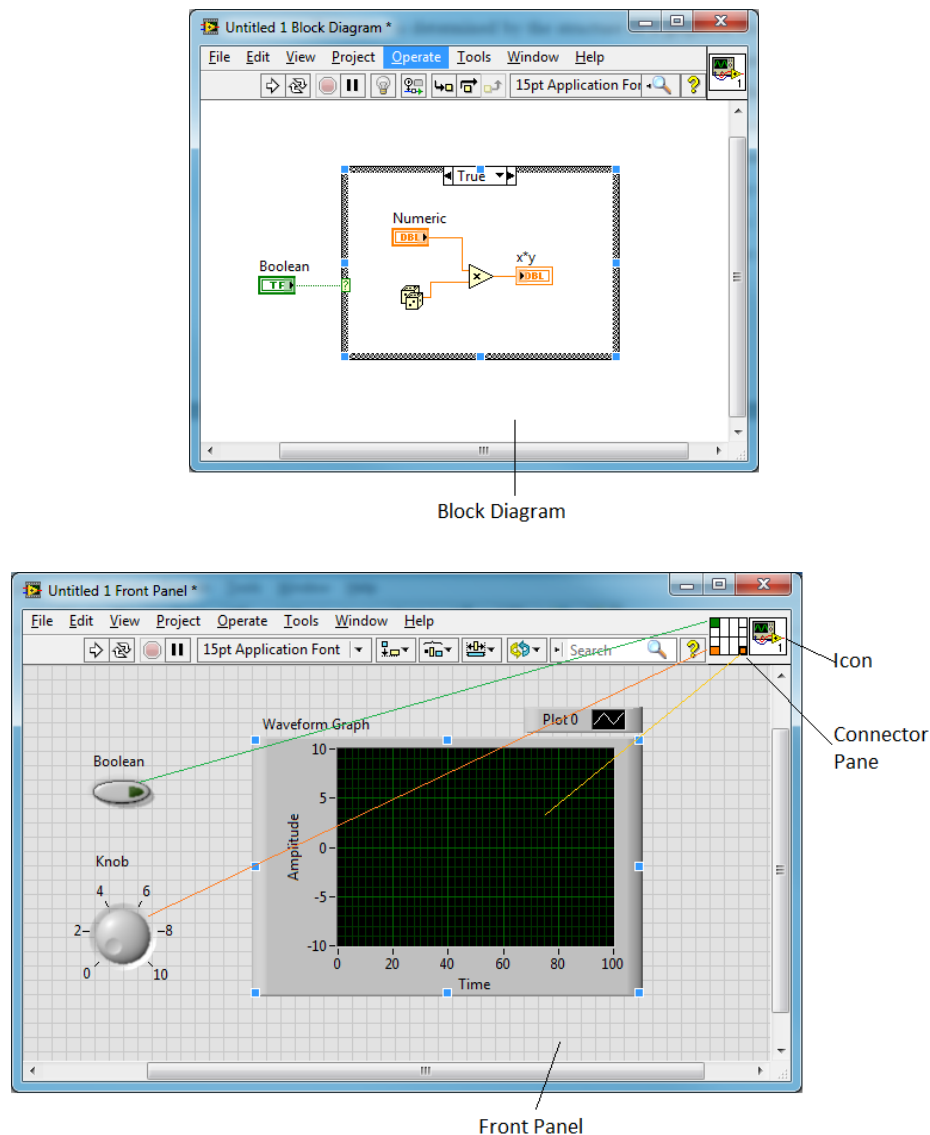 Untitled 1 Block Diagram *
File Edit View Project Operate Tools Window Help
15pt Application For
1
True
Numeric
DBL
x*y
DBL
Boolean
TF
?
x
Block Diagram
Untitled 1 Front Panel *
File Edit View Project Operate Tools Window Help
15pt Application Font
Search
1
Icon
Connector
Pane
Waveform Graph
Plot 0
Boolean
10
5
0
-5
-10
Amplitude
0 20 40 60 80 100
Time
Knob
4 6
2 8
0 10
Front Panel